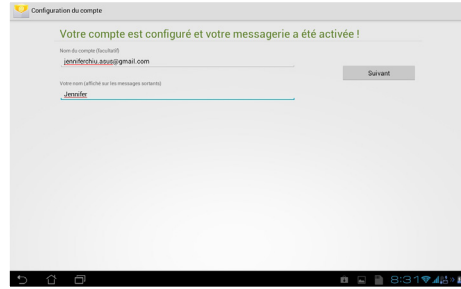 Configuration du compte
Votre compte est configuré et votre messagerie a été activée !
Nom du compte (facultatif)
jenniferchiu.asus@gmail.com
Suivant
Votre nom (affiché sur les messages sortants)
Jennifer
8:31